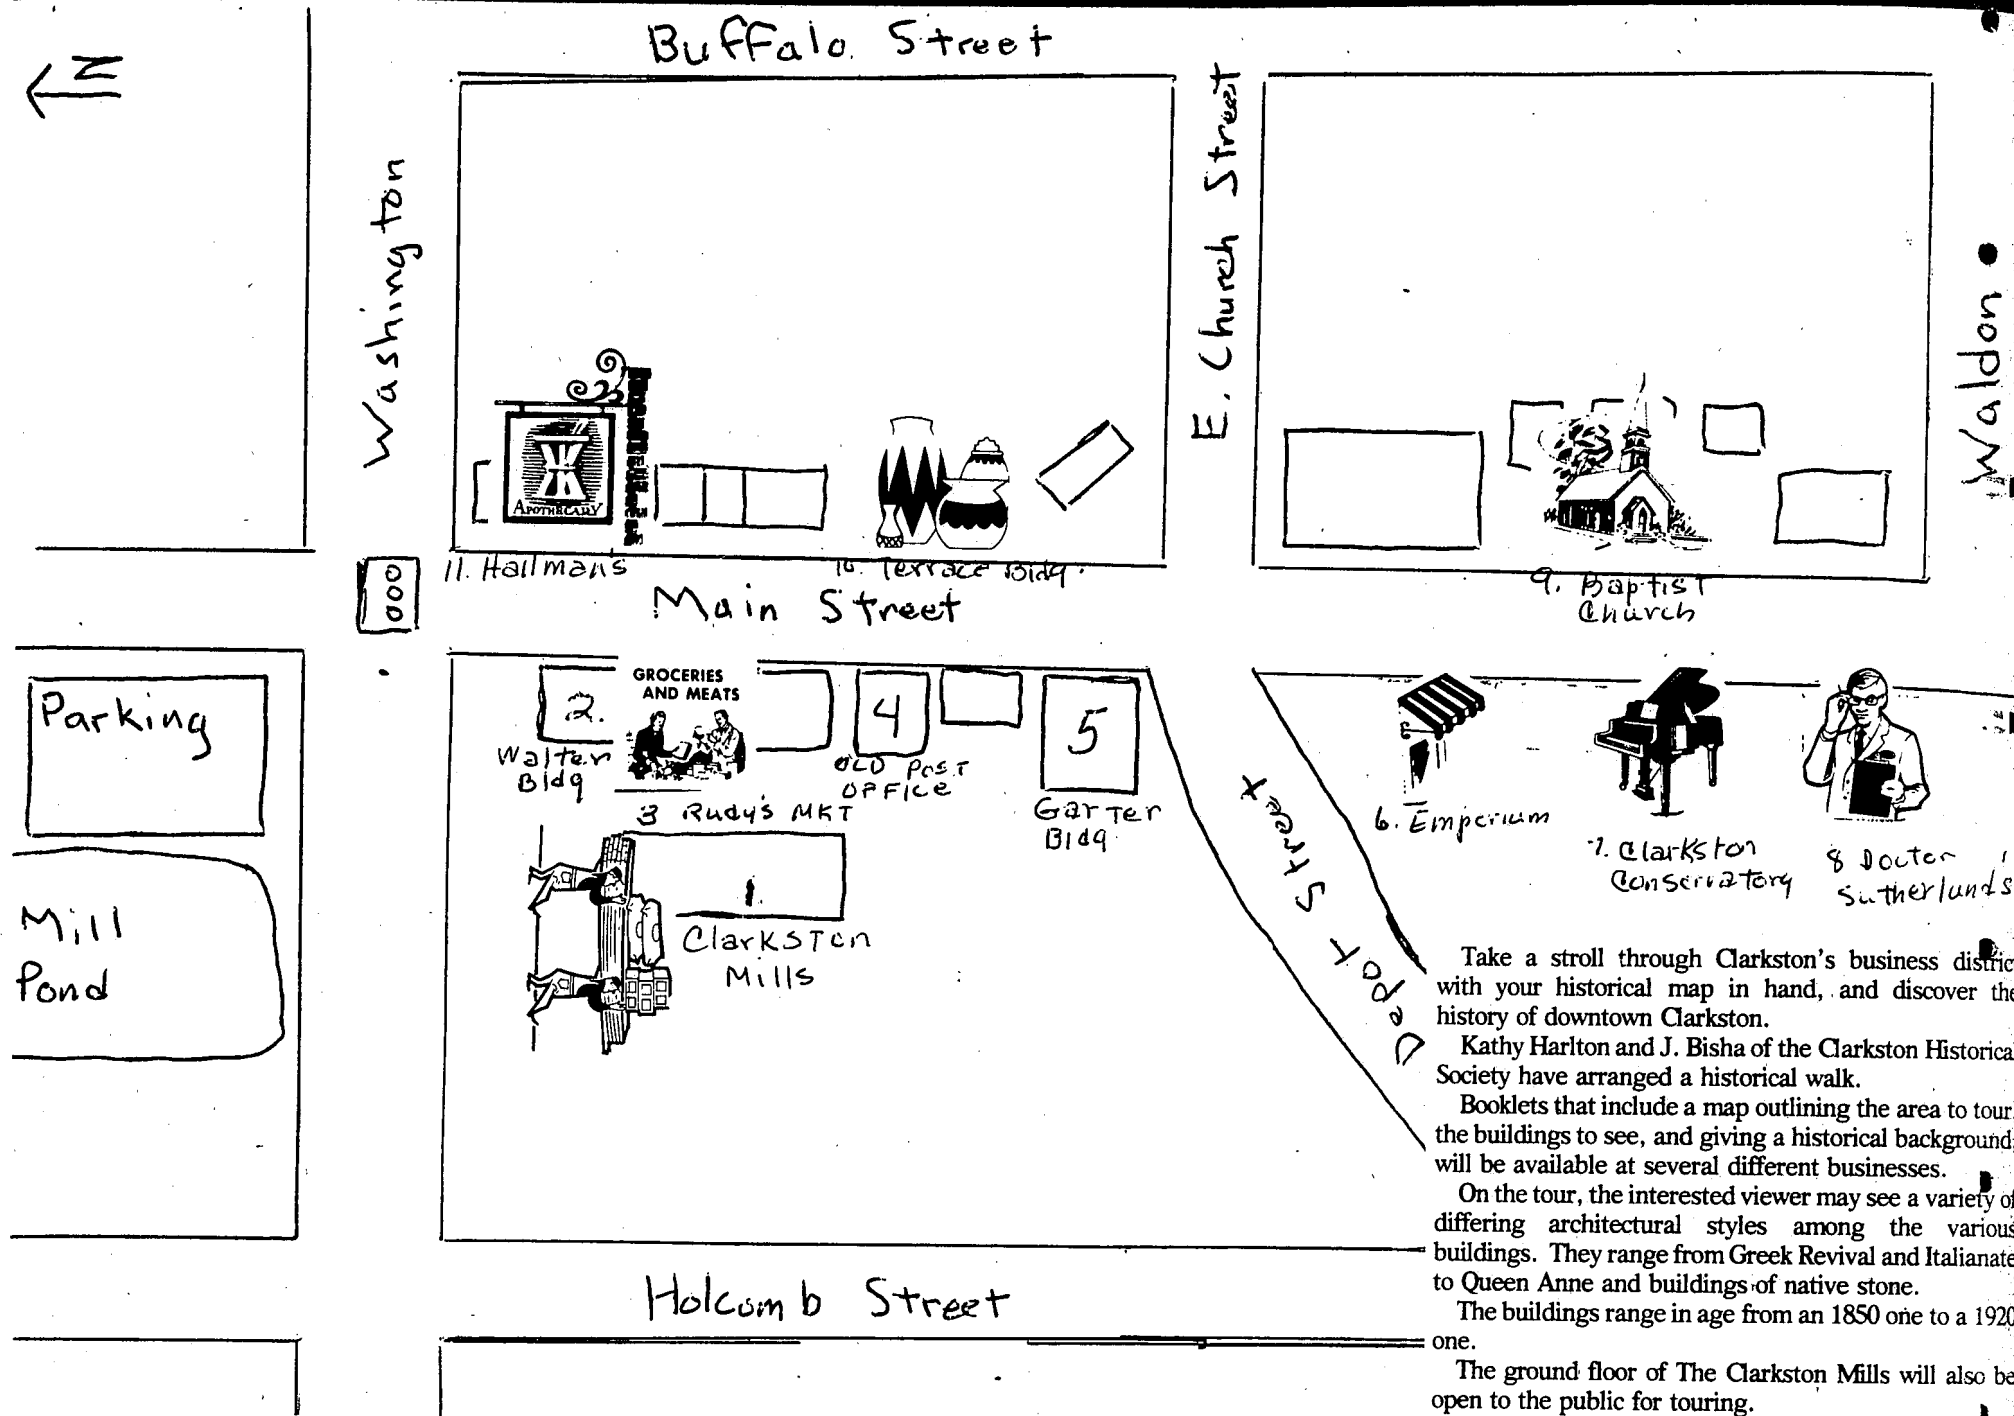 Buffalo Street
N
Washington
E. Church Street
Waldon
APOTHECARY
11. Hallmans
10. Terrace Bldg.
9. Baptist
Church
Main Street
Parking
Mill
Pond
2.
Walter
Bldg
GROCERIES
AND MEATS
3 Rudy's MKT
4
OLD POST
OFFICE
5
Garter
Bldg
1.
Clarkston
Mills
Depot Street
6. Emporium
7. Clarkston
Conservatory
8 Doctor
Sutherland's
Take a stroll through Clarkston's business distric
with your historical map in hand, and discover the
history of downtown Clarkston.
Kathy Harlton and J. Bisha of the Clarkston Historica
Society have arranged a historical walk.
Booklets that include a map outlining the area to tour
the buildings to see, and giving a historical background,
will be available at several different businesses.
On the tour, the interested viewer may see a variety of
differing architectural styles among the various
buildings. They range from Greek Revival and Italianate
to Queen Anne and buildings of native stone.
The buildings range in age from an 1850 one to a 1920
one.
The ground floor of The Clarkston Mills will also be
open to the public for touring.
Holcomb Street